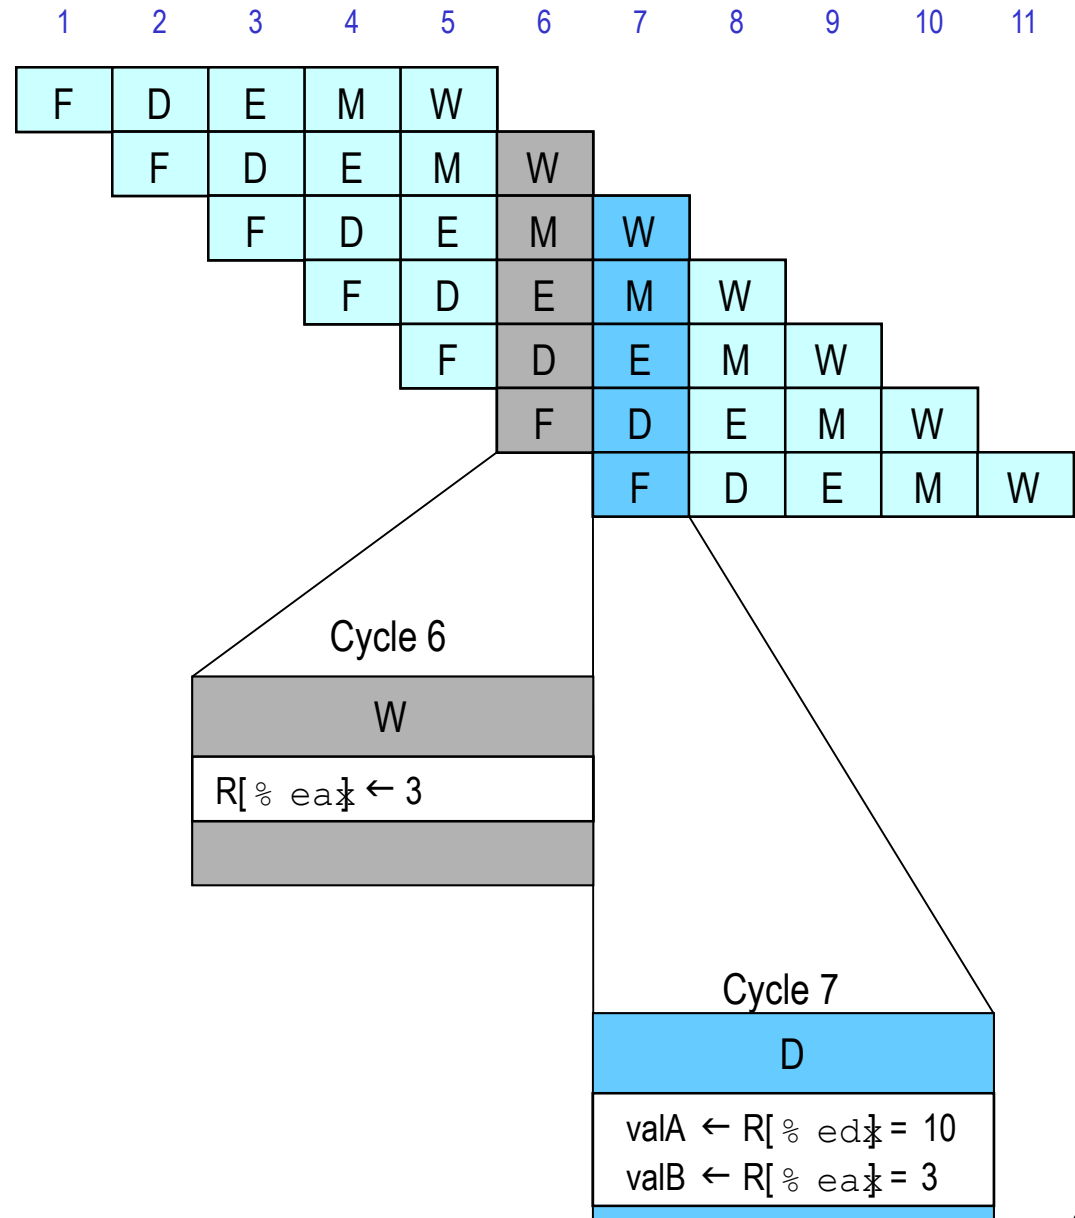 1 2 3 4 5 6 7 8 9 10 11
F D E M W
F D E M W
F D E M W
F D E M W
F D E M W
F D E M W
F D E M W
Cycle 6
W
R[ % eax] ← 3
Cycle 7
D
valA ← R[ % edx] = 10
valB ← R[ % eax] = 3